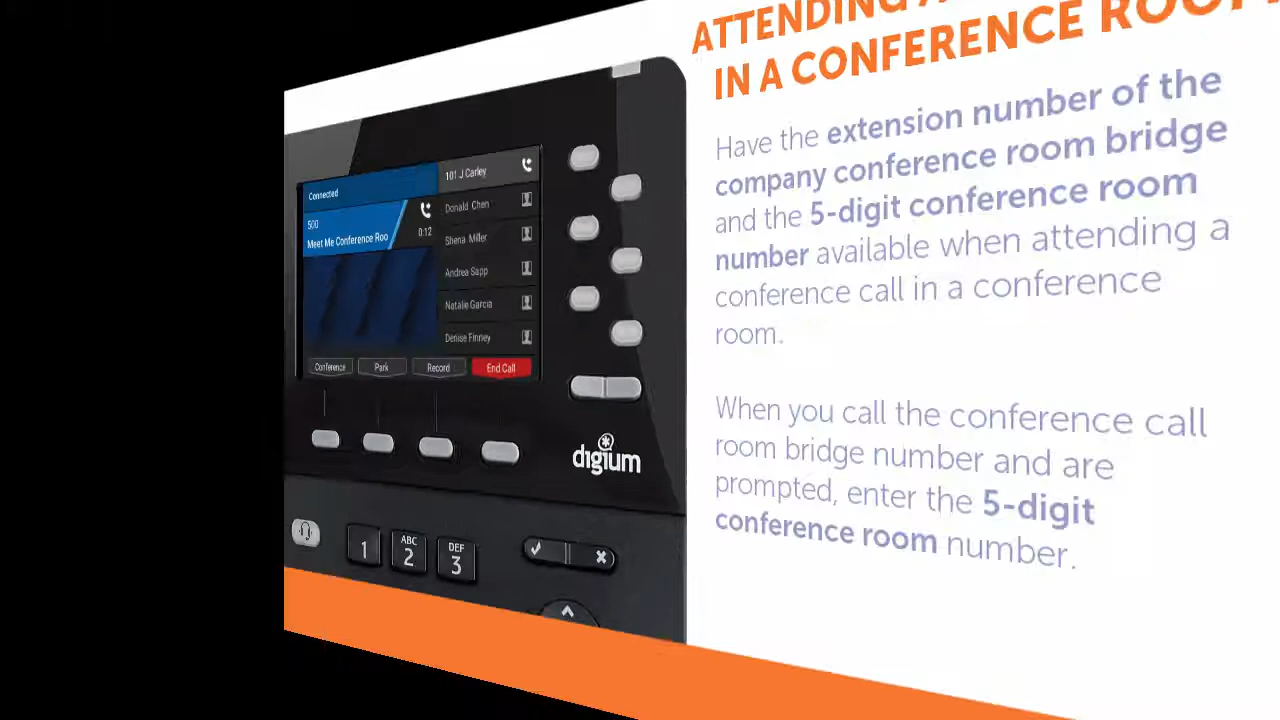 ATTENDING
IN A CONFERENCE ROOM
Have the extension number of the
company conference room bridge
and the 5-digit conference room
number available when attending a
conference call in a conference
room.
When you call the conference call
room bridge number and are
prompted, enter the 5-digit
conference room number.
Connected
500
Meet Me Conference Roo
0:12
101 J Carley
Donald Chen
Shena Miller
Andrea Sapp
Natalie Garcia
Denise Finney
Conference
Park
Record
End Call
digium
1
ABC
2
DEF
3